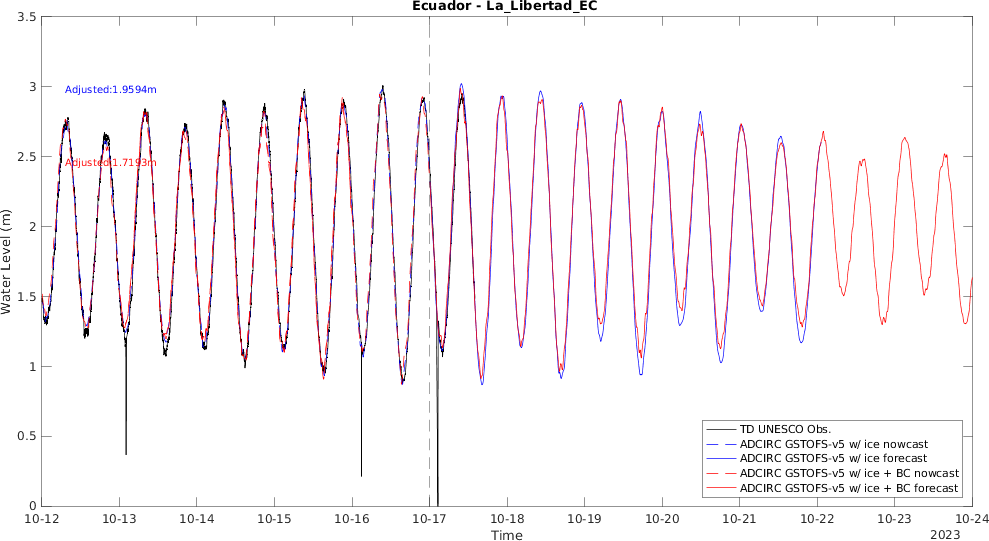 Ecuador - La_Libertad_EC
3.5
3
2.5
2
1.5
1
0.5
0
Water Level (m)
Adjusted:1.9594m
Adjusted:1.7193m
TD UNESCO Obs.
ADCIRC GSTOFS-v5 w/ ice nowcast
ADCIRC GSTOFS-v5 w/ ice forecast
ADCIRC GSTOFS-v5 w/ ice + BC nowcast
ADCIRC GSTOFS-v5 w/ ice + BC forecast
10-12 10-13 10-14 10-15 10-16 10-17 10-18 10-19 10-20 10-21 10-22 10-23 10-24
Time
2023